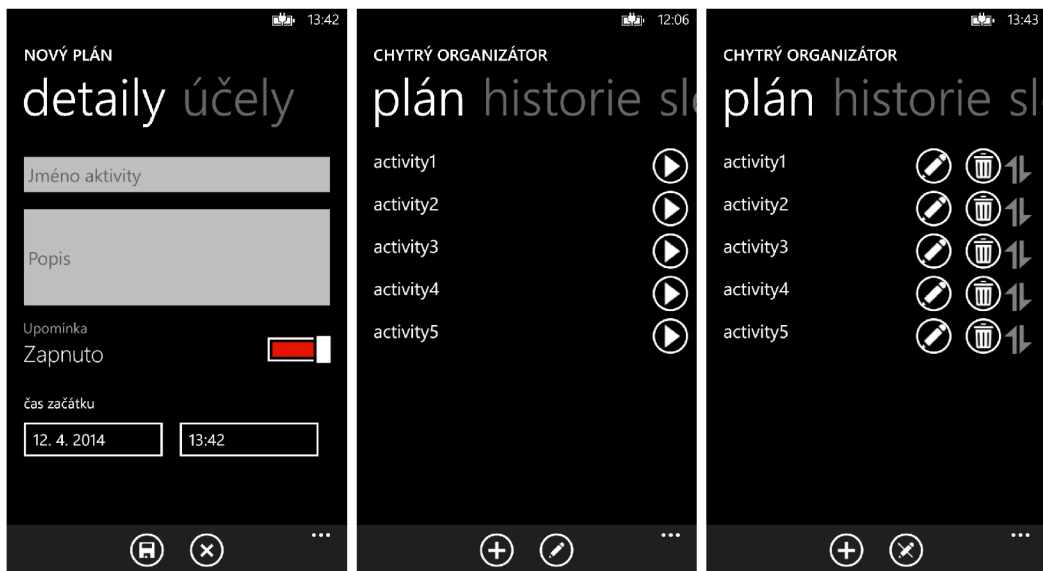 13:42
NOVÝ PLÁN
detaily účely
Jméno aktivity
Popis
Upomínka
Zapnuto
čas začátku
12. 4. 2014 13:42
...
12:06
CHYTRÝ ORGANIZÁTOR
plán historie sl
activity1
activity2
activity3
activity4
activity5
...
13:43
CHYTRÝ ORGANIZÁTOR
plán historie sl
activity1
activity2
activity3
activity4
activity5
...